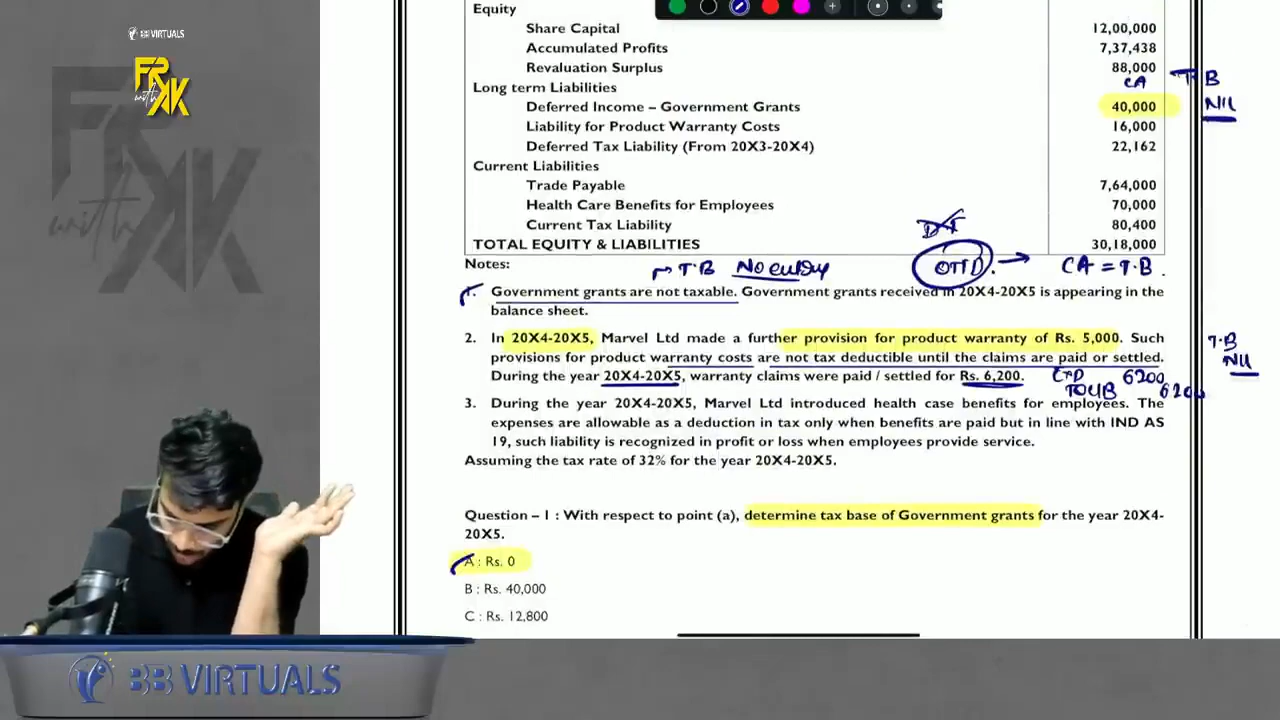 BB VIRTUALS
FR
with
AK
Equity
Share Capital 12,00,000
Accumulated Profits 7,37,438
Revaluation Surplus 88,000
CA T·B
Long term Liabilities
Deferred Income – Government Grants 40,000 NIL
Liability for Product Warranty Costs 16,000
Deferred Tax Liability (From 20X3-20X4) 22,162
Current Liabilities
Trade Payable 7,64,000
Health Care Benefits for Employees 70,000
Current Tax Liability 80,400
TOTAL EQUITY & LIABILITIES 30,18,000
Notes:
T·B No entry CA = T·B.
1. Government grants are not taxable. Government grants received in 20X4-20X5 is appearing in the
balance sheet.
2. In 20X4-20X5, Marvel Ltd made a further provision for product warranty of Rs. 5,000. Such
T·B
provisions for product warranty costs are not tax deductible until the claims are paid or settled.
NIL
During the year 20X4-20X5, warranty claims were paid / settled for Rs. 6,200.
6200
6200
3. During the year 20X4-20X5, Marvel Ltd introduced health case benefits for employees. The
expenses are allowable as a deduction in tax only when benefits are paid but in line with IND AS
19, such liability is recognized in profit or loss when employees provide service.
Assuming the tax rate of 32% for the year 20X4-20X5.
Question – 1 : With respect to point (a), determine tax base of Government grants for the year 20X4-
20X5.
A : Rs. 0
B : Rs. 40,000
C : Rs. 12,800
BB VIRTUALS